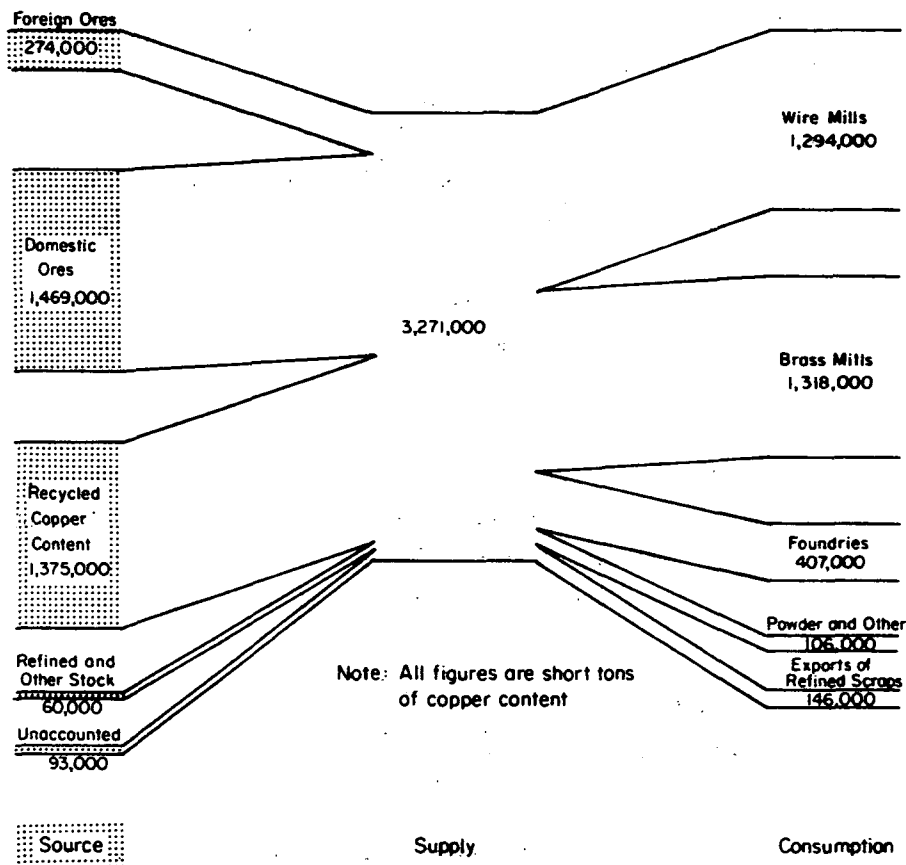 Foreign Ores
274,000
Domestic
Ores
1,469,000
Recycled
Copper
Content
1,375,000
Refined and
Other Stock
60,000
Unaccounted
93,000
3,271,000
Note: All figures are short tons
of copper content
Wire Mills
1,294,000
Brass Mills
1,318,000
Foundries
407,000
Powder and Other
106,000
Exports of
Refined Scraps
146,000
Source
Supply
Consumption